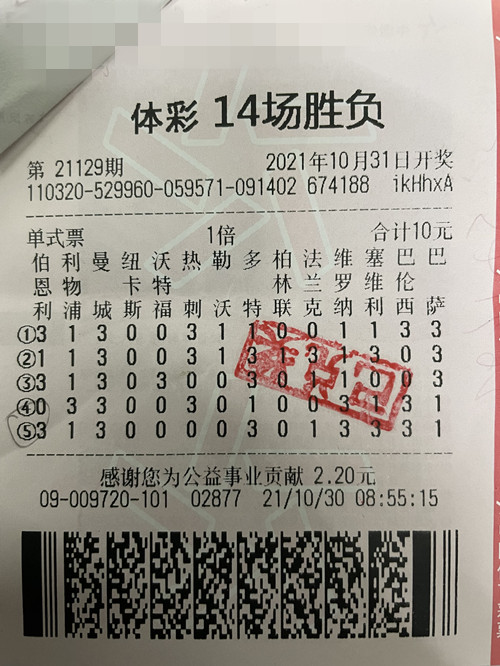 体彩 14场胜负
第 21129期 2021年10月31日开奖
110320-529960-059571-091402 674188 ikHhxA
单式票 1倍 合计10元
伯 利 曼 纽 沃 热 勒 多 柏 法 维 塞 巴 巴
恩 物 卡 特 林 兰 罗 维 伦
利 浦 城 斯 福 刺 沃 特 联 克 纳 利 西 萨
①3 1 3 0 0 3 1 1 0 0 1 1 3 3
②1 1 3 0 0 3 1 3 1 3 1 3 0 3
③3 1 3 0 3 0 0 3 0 1 1 0 0 3
④0 3 3 0 0 3 0 1 0 0 3 1 3 1
⑤3 1 3 0 0 0 0 3 0 1 3 3 3 1
感谢您为公益事业贡献 2.20元
09-009720-101 02877 21/10/30 08:55:15